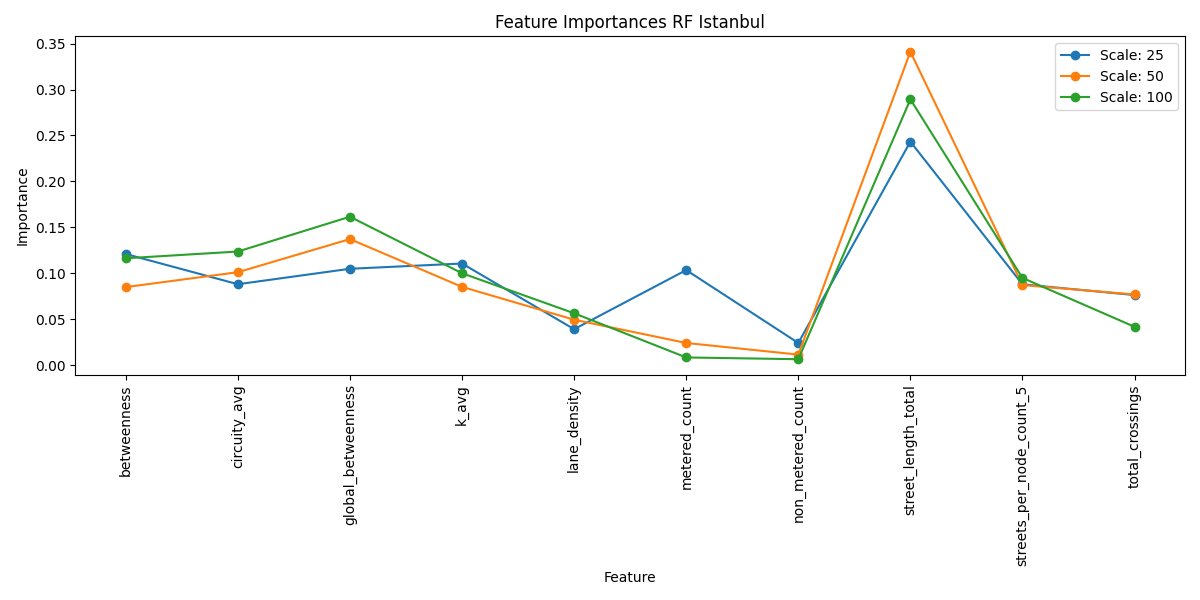 Feature Importances RF Istanbul
Importance
0.35
0.30
0.25
0.20
0.15
0.10
0.05
0.00
Scale: 25
Scale: 50
Scale: 100
betweenness
circuity_avg
global_betweenness
k_avg
lane_density
metered_count
non_metered_count
street_length_total
streets_per_node_count_5
total_crossings
Feature